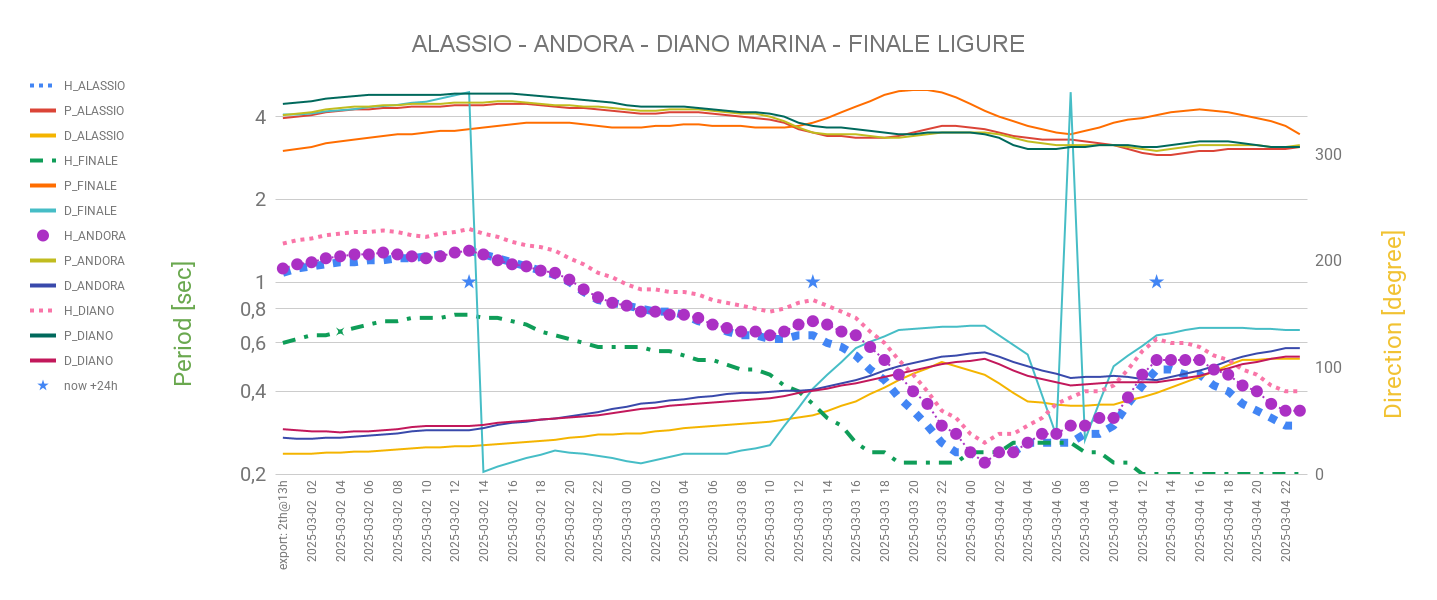 ALASSIO - ANDORA - DIANO MARINA - FINALE LIGURE
H_ALASSIO
P_ALASSIO
D_ALASSIO
H_FINALE
P_FINALE
D_FINALE
H_ANDORA
P_ANDORA
D_ANDORA
H_DIANO
P_DIANO
D_DIANO
now +24h
Period [sec]
4
2
1
0,8
0,6
0,4
0,2
300
200
100
0
Direction [degree]
export: 2th@13h
2025-03-02 02
2025-03-02 04
2025-03-02 06
2025-03-02 08
2025-03-02 10
2025-03-02 12
2025-03-02 14
2025-03-02 16
2025-03-02 18
2025-03-02 20
2025-03-02 22
2025-03-03 00
2025-03-03 02
2025-03-03 04
2025-03-03 06
2025-03-03 08
2025-03-03 10
2025-03-03 12
2025-03-03 14
2025-03-03 16
2025-03-03 18
2025-03-03 20
2025-03-03 22
2025-03-04 00
2025-03-04 02
2025-03-04 04
2025-03-04 06
2025-03-04 08
2025-03-04 10
2025-03-04 12
2025-03-04 14
2025-03-04 16
2025-03-04 18
2025-03-04 20
2025-03-04 22